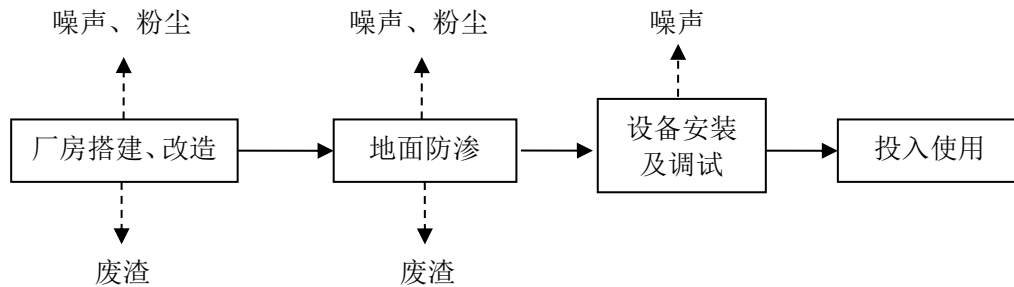 噪声、粉尘
噪声、粉尘
噪声
厂房搭建、改造
地面防渗
设备安装
及调试
投入使用
废渣
废渣